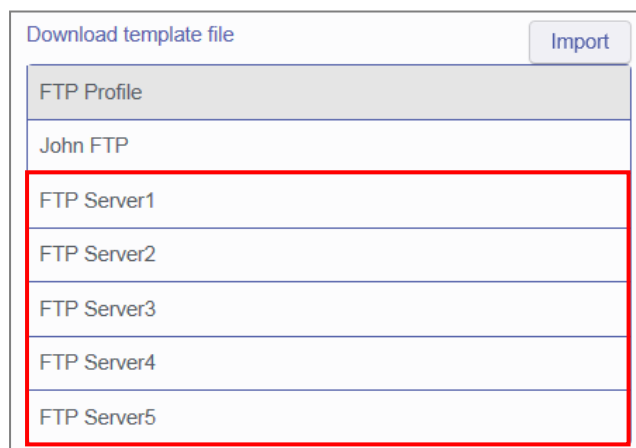 Download template file
Import
FTP Profile
John FTP
FTP Server1
FTP Server2
FTP Server3
FTP Server4
FTP Server5